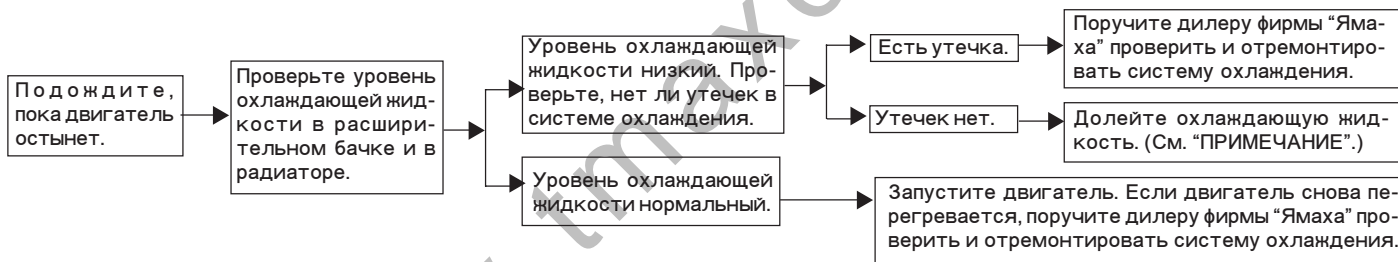 Подождите,
пока двигатель
остынет.
Проверьте уровень
охлаждающей жид-
кости в расшири-
тельном бачке и в
радиаторе.
Уровень охлаждающей
жидкости низкий. Про-
верьте, нет ли утечек в
системе охлаждения.
Есть утечка.
Поручите дилеру фирмы “Яма-
ха” проверить и отремонтиро-
вать систему охлаждения.
Утечек нет.
Долейте охлаждающую жид-
кость. (См. “ПРИМЕЧАНИЕ”.)
Уровень охлаждающей
жидкости нормальный.
Запустите двигатель. Если двигатель снова пе-
регревается, поручите дилеру фирмы “Ямаха” про-
верить и отремонтировать систему охлаждения.
tmax